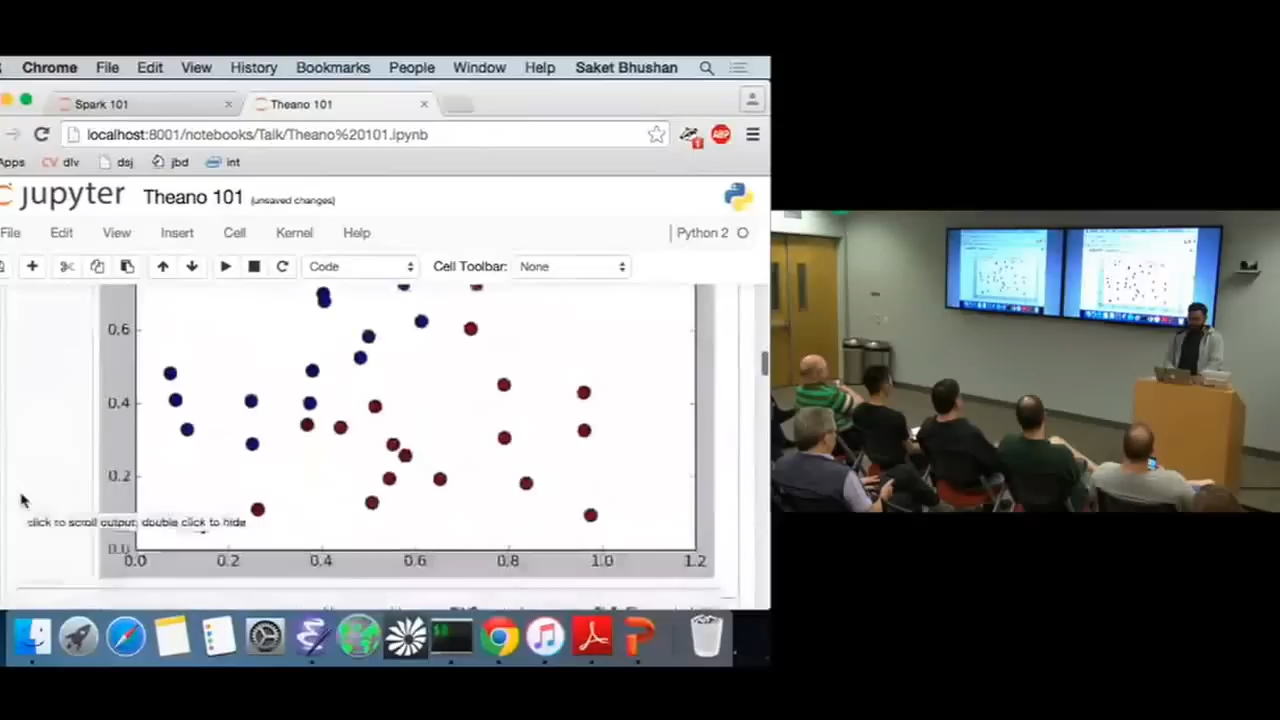 Chrome File Edit View History Bookmarks People Window Help Saket Bhushan
Spark 101 × Theano 101 ×
localhost:8001/notebooks/Talk/Theano%20101.ipynb
Apps CV dlv dsj jbd int
jupyter Theano 101 (unsaved changes)
File Edit View Insert Cell Kernel Help Python 2
Code Cell Toolbar: None
0.6
0.4
0.2
click to scroll output; double click to hide
0.0
0.0 0.2 0.4 0.6 0.8 1.0 1.2